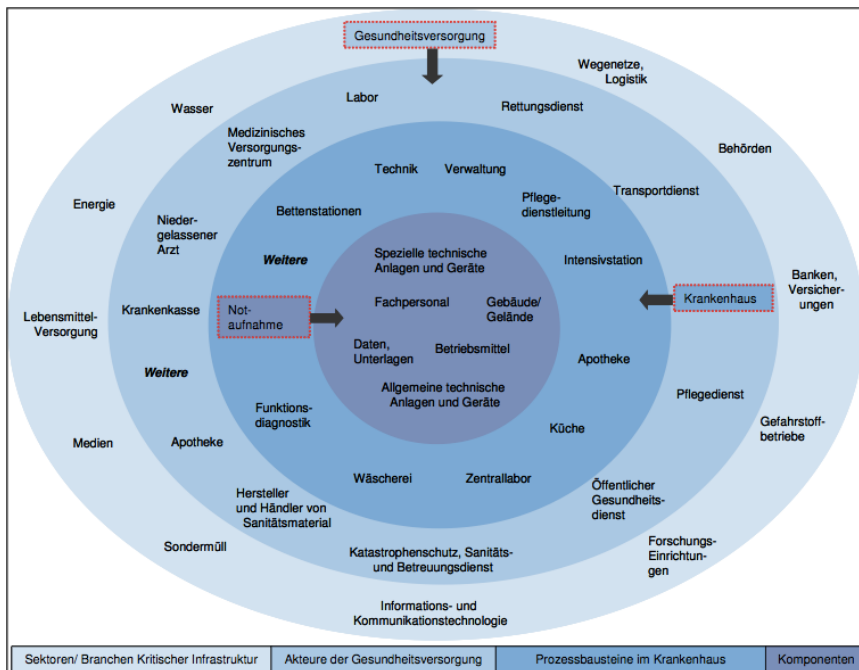 Gesundheitsversorgung
Wegenetze,
Logistik
Wasser
Labor
Rettungsdienst
Medizinisches
Versorgungs-
zentrum
Behörden
Technik
Verwaltung
Energie
Bettenstationen
Pflege-
dienstleitung
Transportdienst
Nieder-
gelassener
Arzt
Weitere
Spezielle technische
Anlagen und Geräte
Intensivstation
Banken,
Versicher-
ungen
Krankenhaus
Lebensmittel-
Versorgung
Krankenkasse
Not-
aufnahme
Fachpersonal
Gebäude/
Gelände
Daten,
Unterlagen
Betriebsmittel
Apotheke
Weitere
Allgemeine technische
Anlagen und Geräte
Pflegedienst
Funktions-
diagnostik
Küche
Gefahrstoff-
betriebe
Medien
Apotheke
Wäscherei
Zentrallabor
Hersteller
und Händler von
Sanitätsmaterial
Öffentlicher
Gesundheits-
dienst
Sondermüll
Katastrophenschutz, Sanitäts-
und Betreuungsdienst
Forschungs-
Einrichtun-
gen
Informations- und
Kommunikationstechnologie
Sektoren/ Branchen Kritischer Infrastruktur
Akteure der Gesundheitsversorgung
Prozessbausteine im Krankenhaus
Komponenten